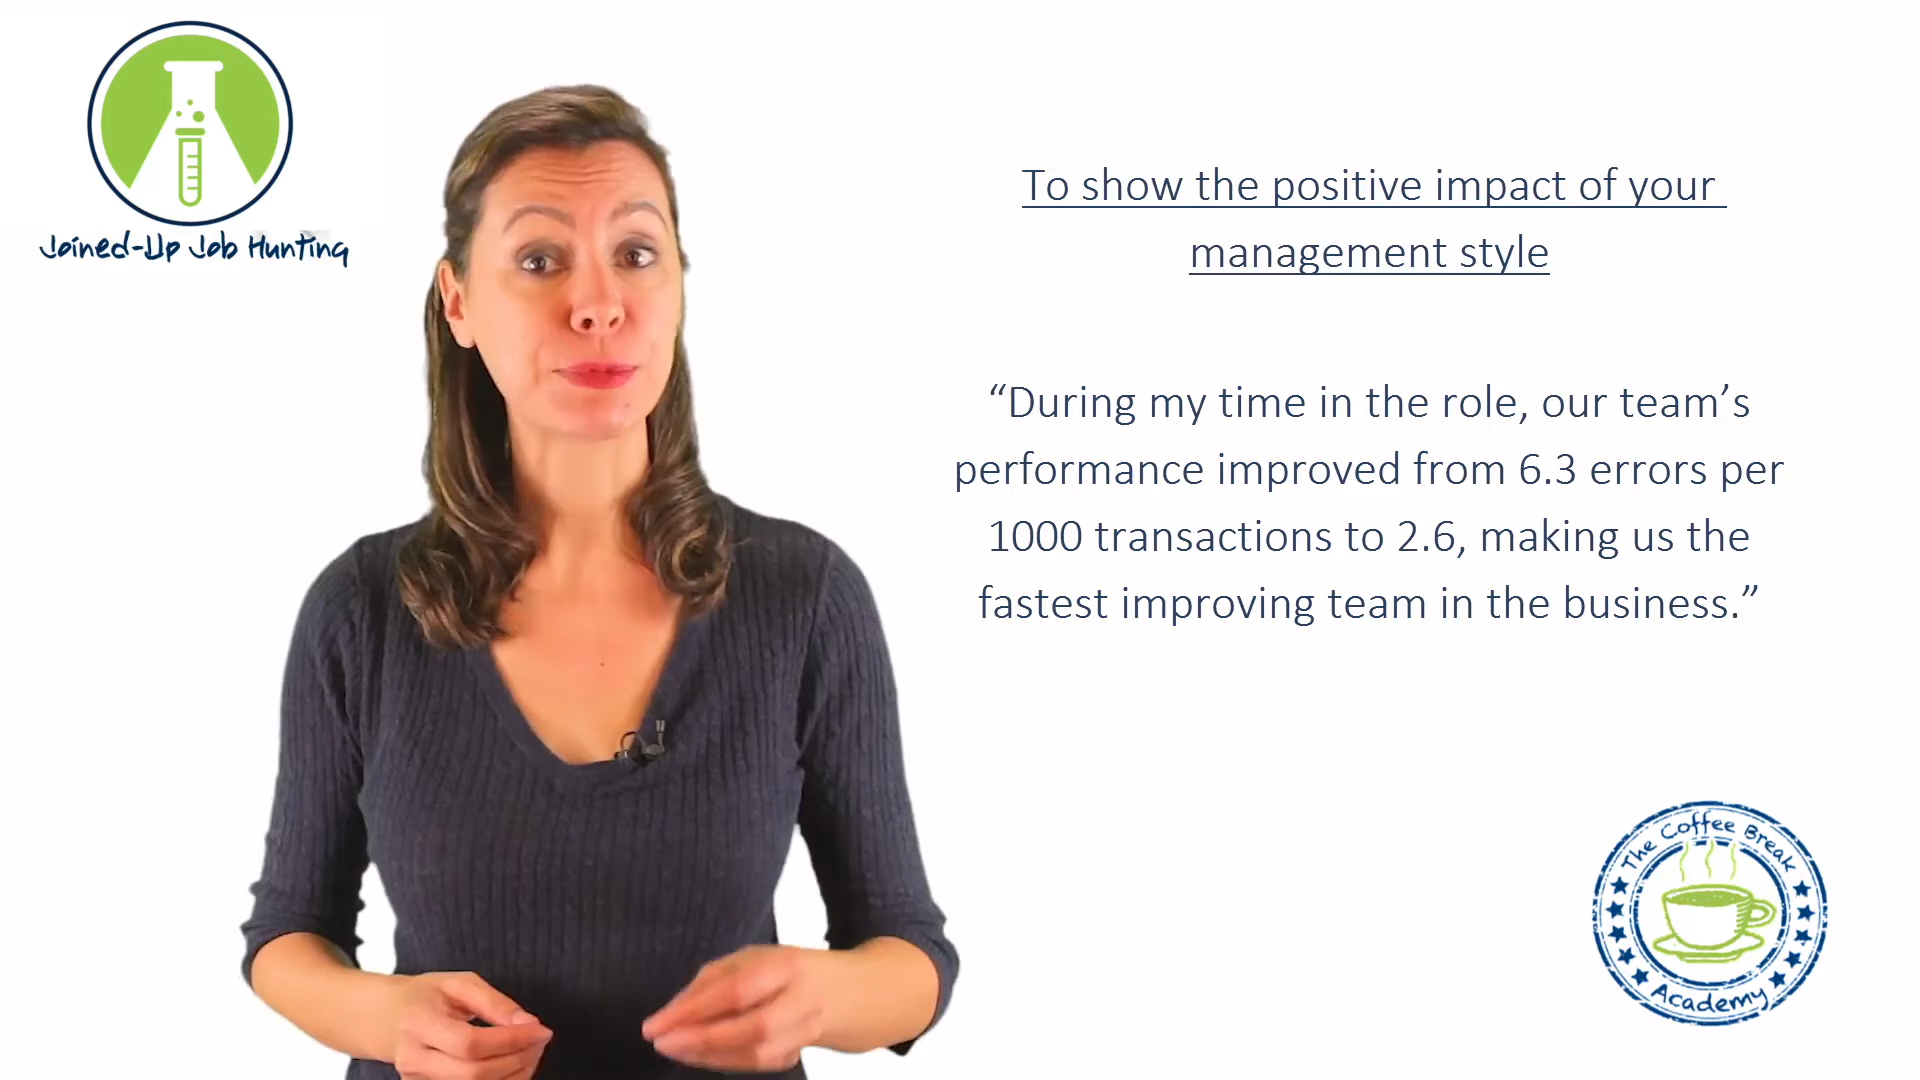 Joined-Up Job Hunting
To show the positive impact of your
management style
“During my time in the role, our team’s
performance improved from 6.3 errors per
1000 transactions to 2.6, making us the
fastest improving team in the business.”
The Coffee Break
Academy